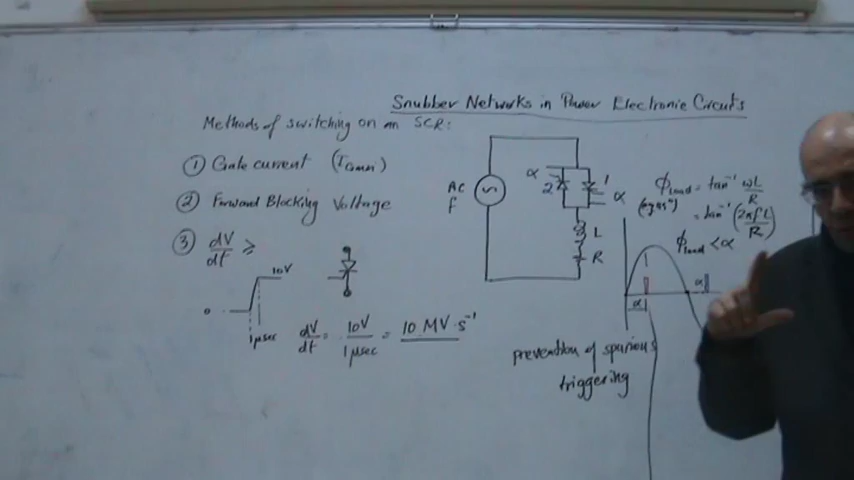 Snubber Networks in Power Electronic Circuits
Methods of switching on an SCR:
① Gate current (IGmin)
② Forward Blocking Voltage
③ dV/dt ≥
10V
0
1μsec
dV/dt = 10V/1μsec = 10 MV·s⁻¹
AC
f
α
2
1
α
L
R
ϕLoad = tan⁻¹ ωL/R
= tan⁻¹ (2πfL/R)
ϕLoad < α
α
α
prevention of spurious
triggering